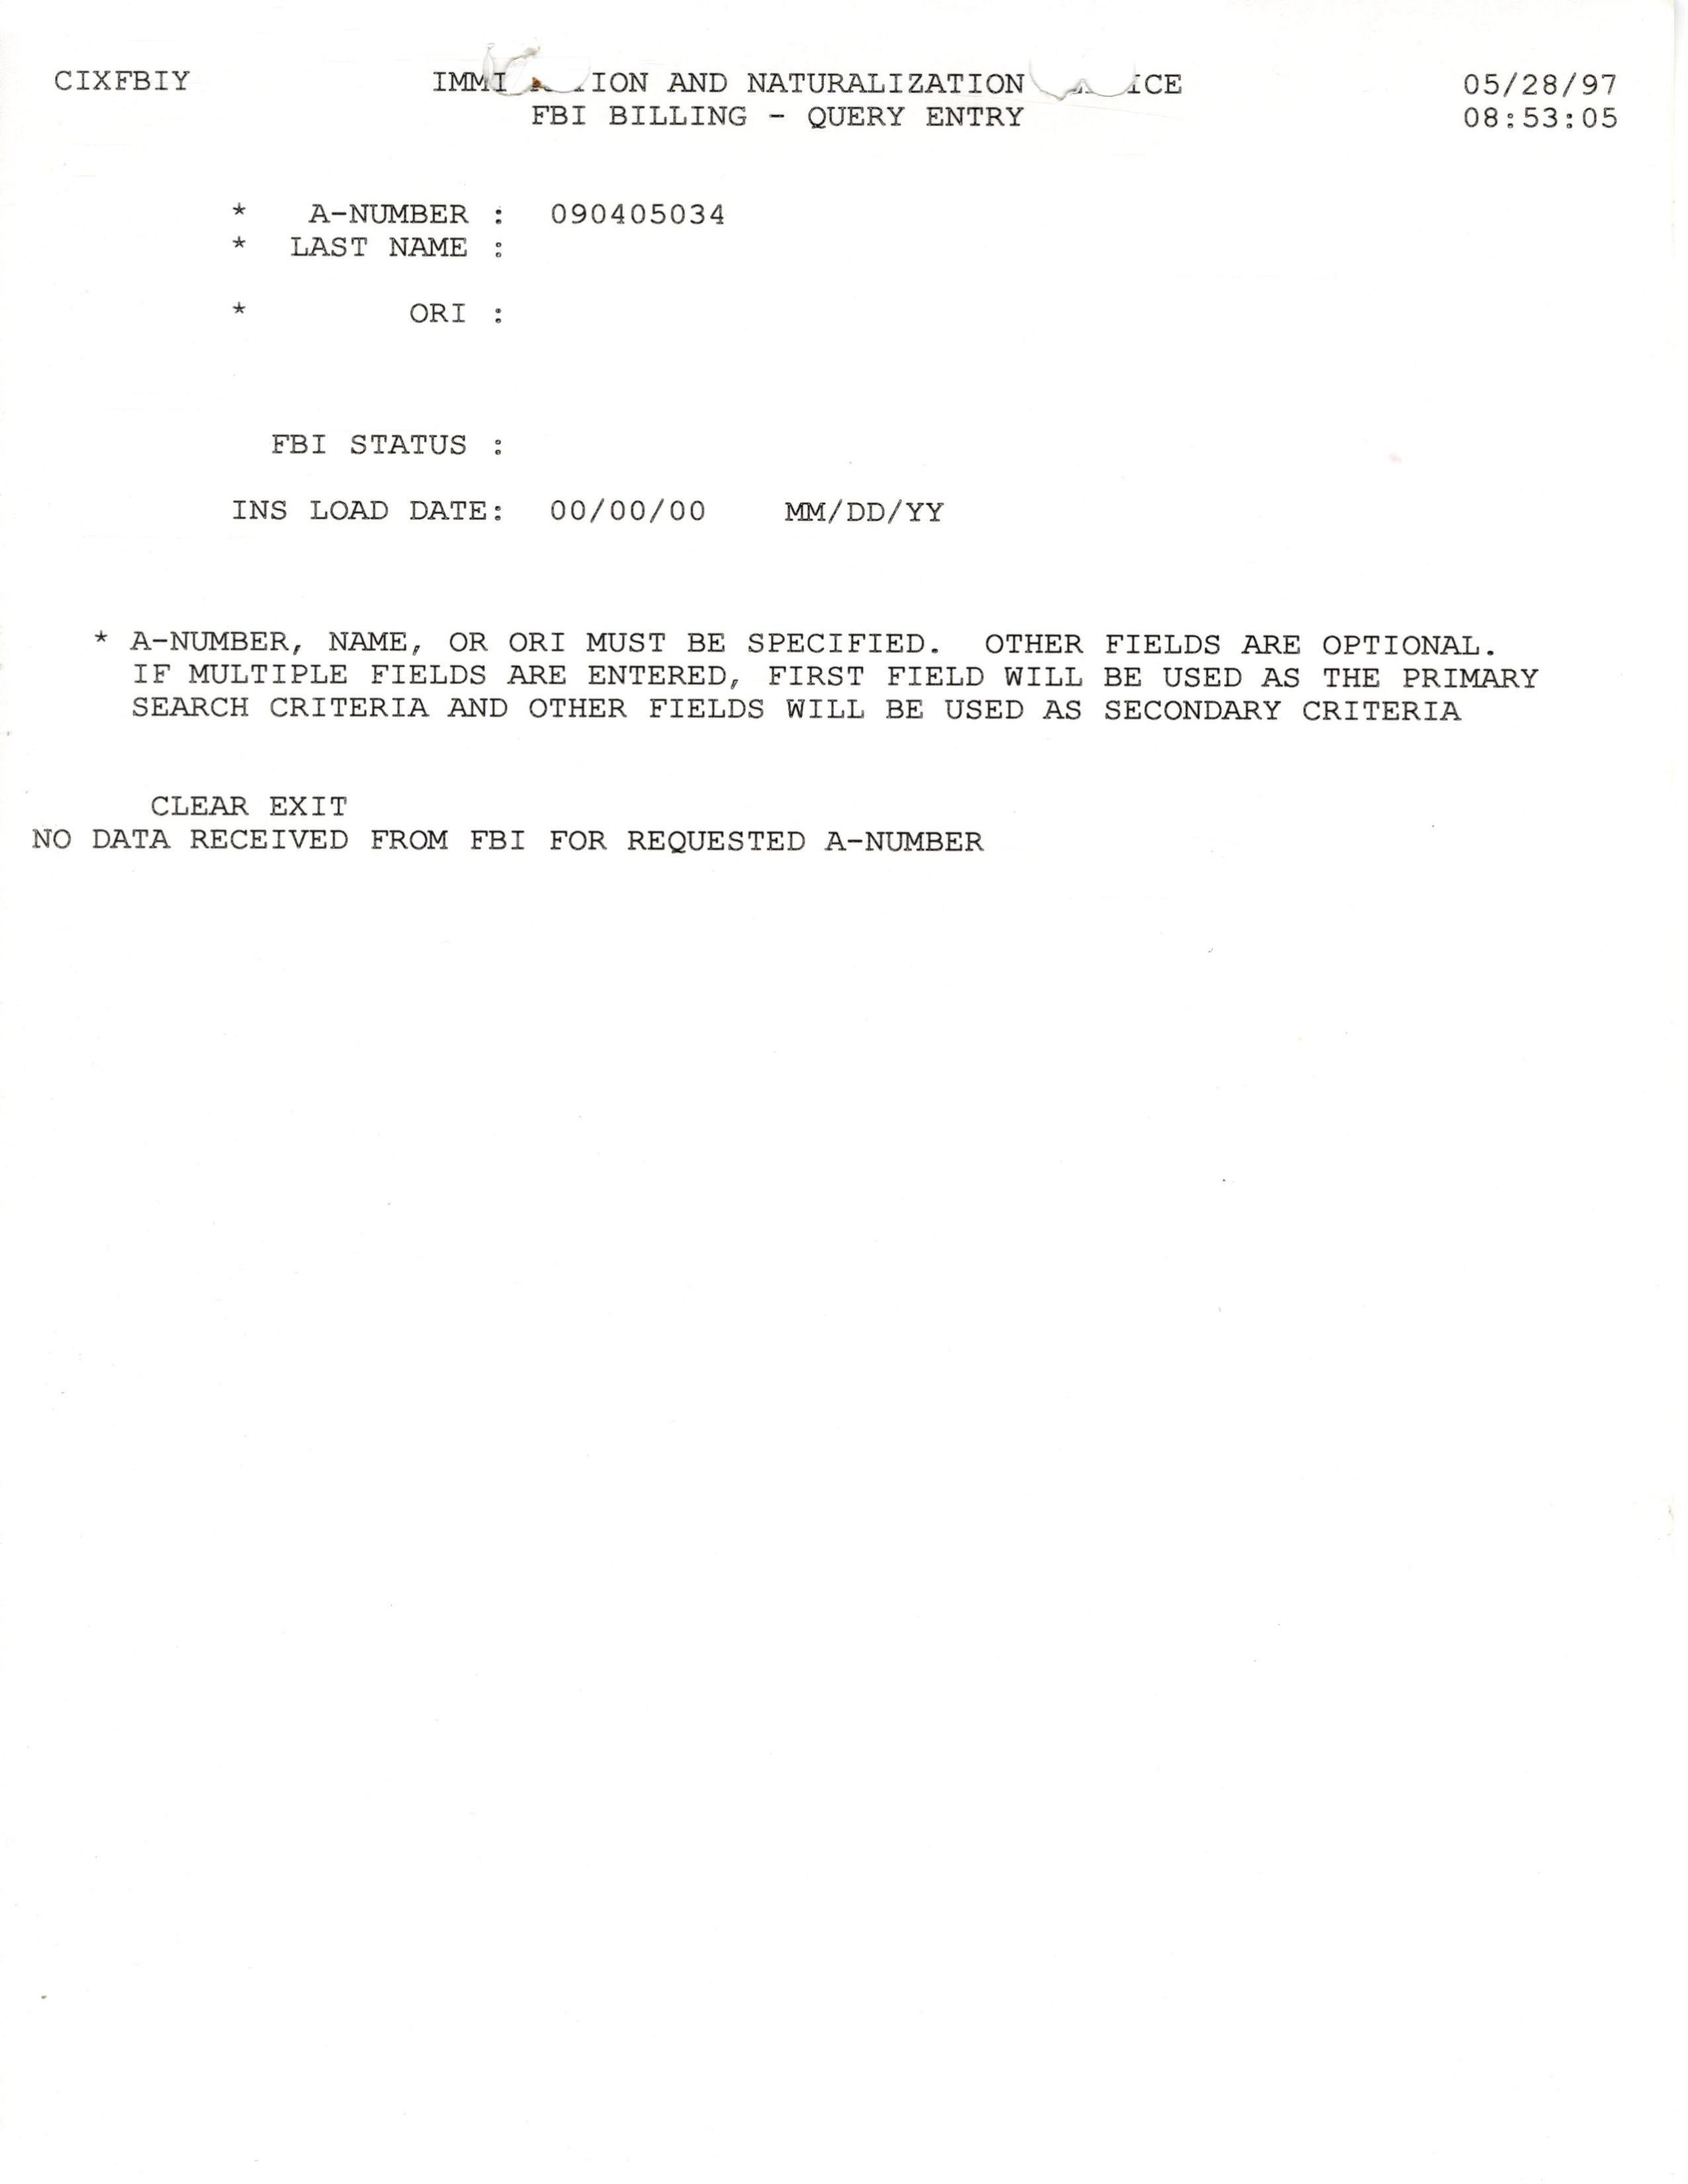 CIXFBIY IMMI ION AND NATURALIZATION ICE 05/28/97
FBI BILLING - QUERY ENTRY 08:53:05
* A-NUMBER : 090405034
* LAST NAME :
* ORI :
FBI STATUS :
INS LOAD DATE: 00/00/00 MM/DD/YY
* A-NUMBER, NAME, OR ORI MUST BE SPECIFIED. OTHER FIELDS ARE OPTIONAL.
IF MULTIPLE FIELDS ARE ENTERED, FIRST FIELD WILL BE USED AS THE PRIMARY
SEARCH CRITERIA AND OTHER FIELDS WILL BE USED AS SECONDARY CRITERIA
CLEAR EXIT
NO DATA RECEIVED FROM FBI FOR REQUESTED A-NUMBER